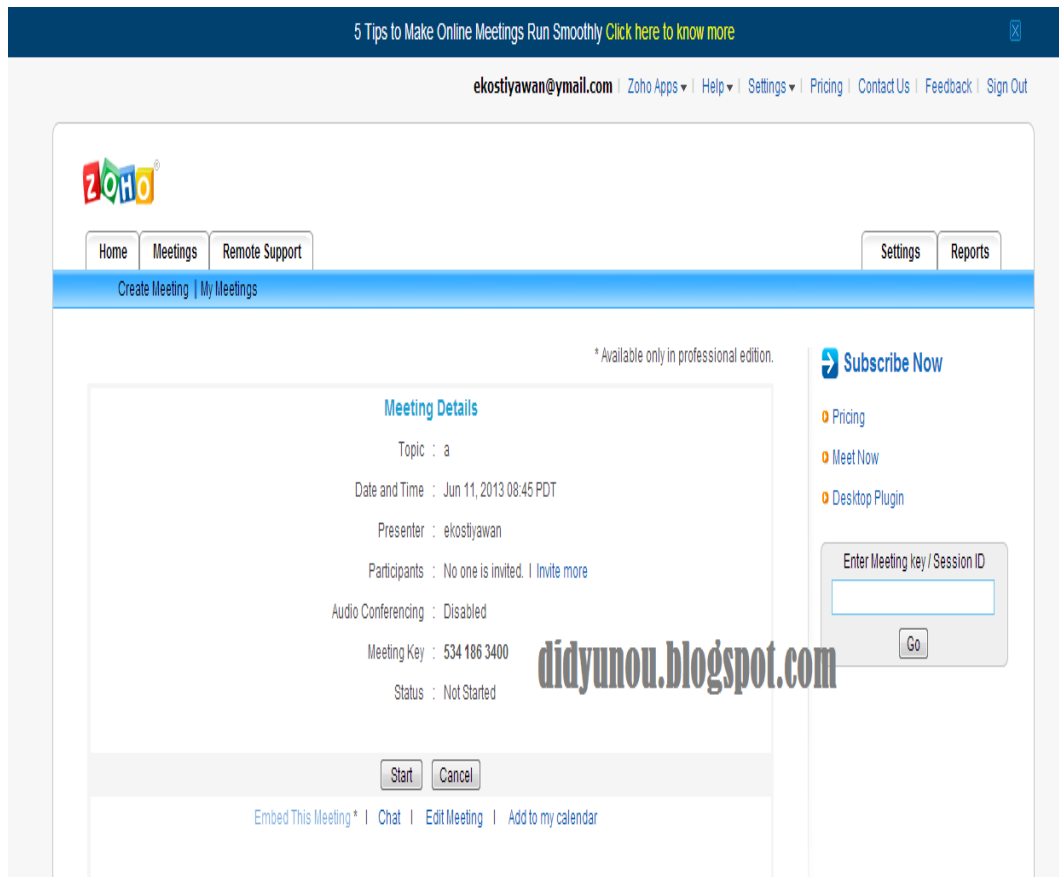 5 Tips to Make Online Meetings Run Smoothly Click here to know more
ekostiyawan@ymail.com | Zoho Apps | Help | Settings | Pricing | Contact Us | Feedback | Sign Out
ZOHO®
Home Meetings Remote Support Settings Reports
Create Meeting | My Meetings
* Available only in professional edition.
Subscribe Now
Pricing
Meet Now
Desktop Plugin
Enter Meeting key / Session ID
Go
Meeting Details
Topic : a
Date and Time : Jun 11, 2013 08:45 PDT
Presenter : ekostiyawan
Participants : No one is invited. | Invite more
Audio Conferencing : Disabled
Meeting Key : 534 186 3400
Status : Not Started
didyunou.blogspot.com
Start Cancel
Embed This Meeting * | Chat | Edit Meeting | Add to my calendar